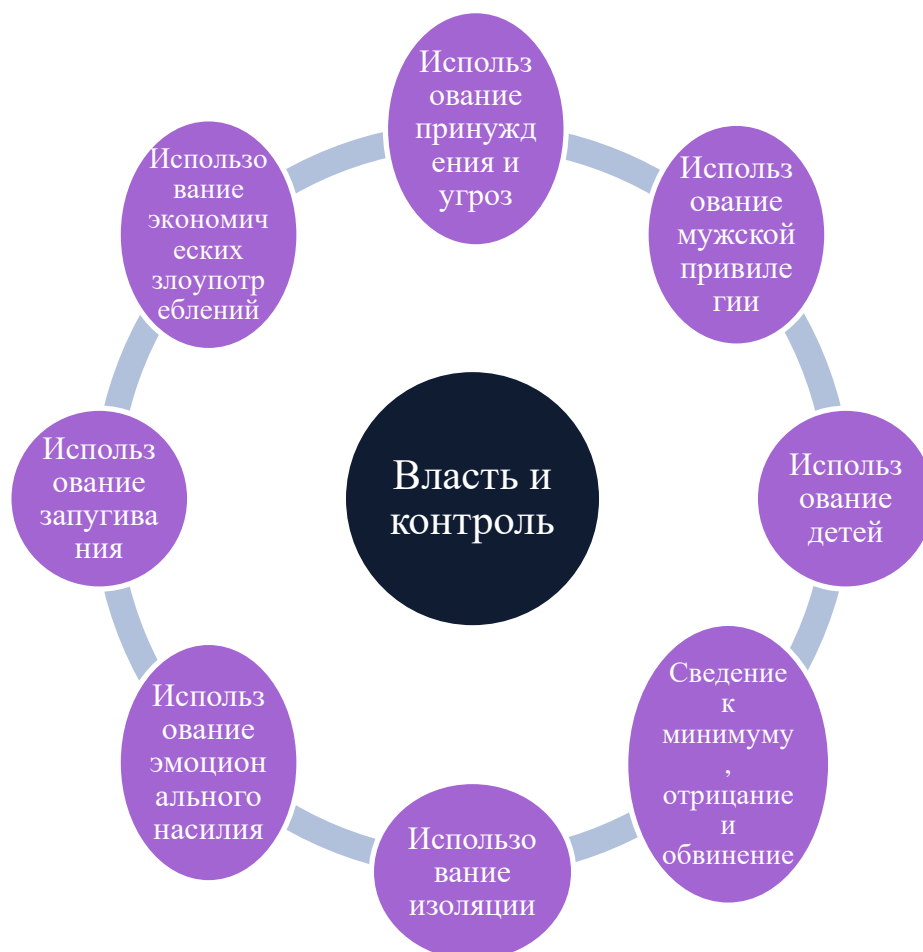 Использ
ование
принужд
ения и
угроз
Использ
ование
мужской
привиле
гии
Использ
ование
детей
Сведение
к
минимуму
,
отрицание
и
обвинение
Использо
вание
изоляции
Использ
ование
эмоцион
ального
насилия
Использ
ование
запугива
ния
Использо
вание
экономич
еских
злоупотр
еблений
Власть и
контроль